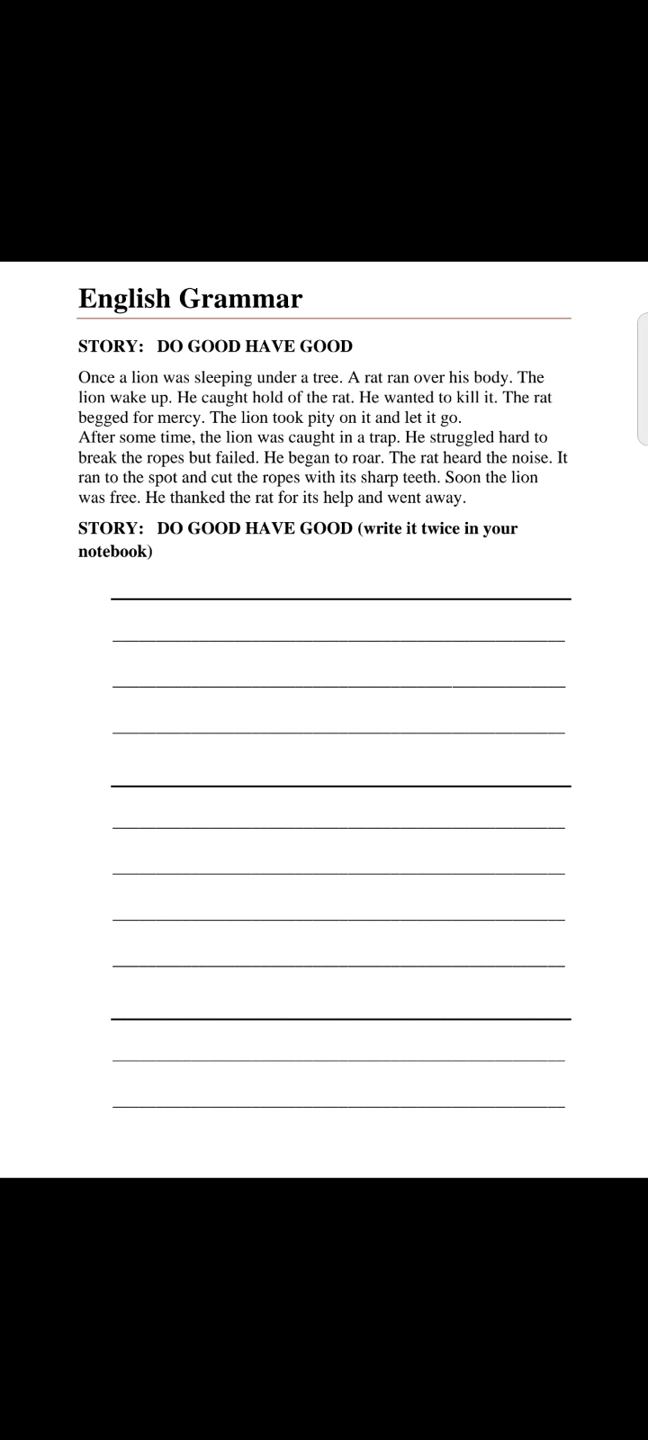 English Grammar
STORY: DO GOOD HAVE GOOD
Once a lion was sleeping under a tree. A rat ran over his body. The
lion wake up. He caught hold of the rat. He wanted to kill it. The rat
begged for mercy. The lion took pity on it and let it go.
After some time, the lion was caught in a trap. He struggled hard to
break the ropes but failed. He began to roar. The rat heard the noise. It
ran to the spot and cut the ropes with its sharp teeth. Soon the lion
was free. He thanked the rat for its help and went away.
STORY: DO GOOD HAVE GOOD (write it twice in your
notebook)